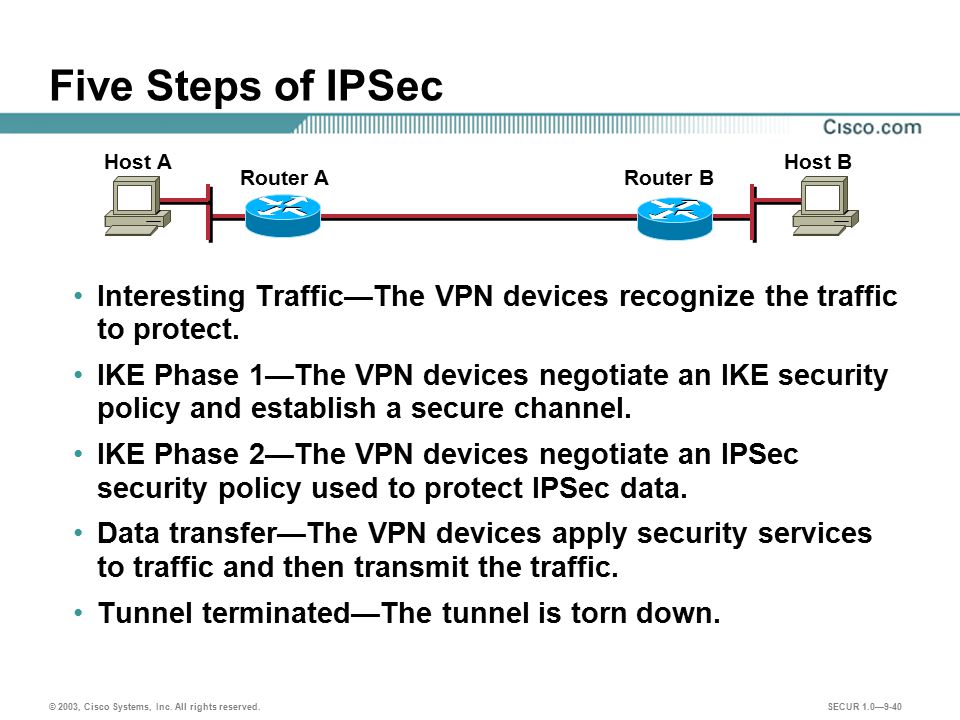 Five Steps of IPSec
Cisco.com
Host A
Host B
Router A
Router B
• Interesting Traffic—The VPN devices recognize the traffic
to protect.
• IKE Phase 1—The VPN devices negotiate an IKE security
policy and establish a secure channel.
• IKE Phase 2—The VPN devices negotiate an IPSec
security policy used to protect IPSec data.
• Data transfer—The VPN devices apply security services
to traffic and then transmit the traffic.
• Tunnel terminated—The tunnel is torn down.
© 2003, Cisco Systems, Inc. All rights reserved.
SECUR 1.0—9-40